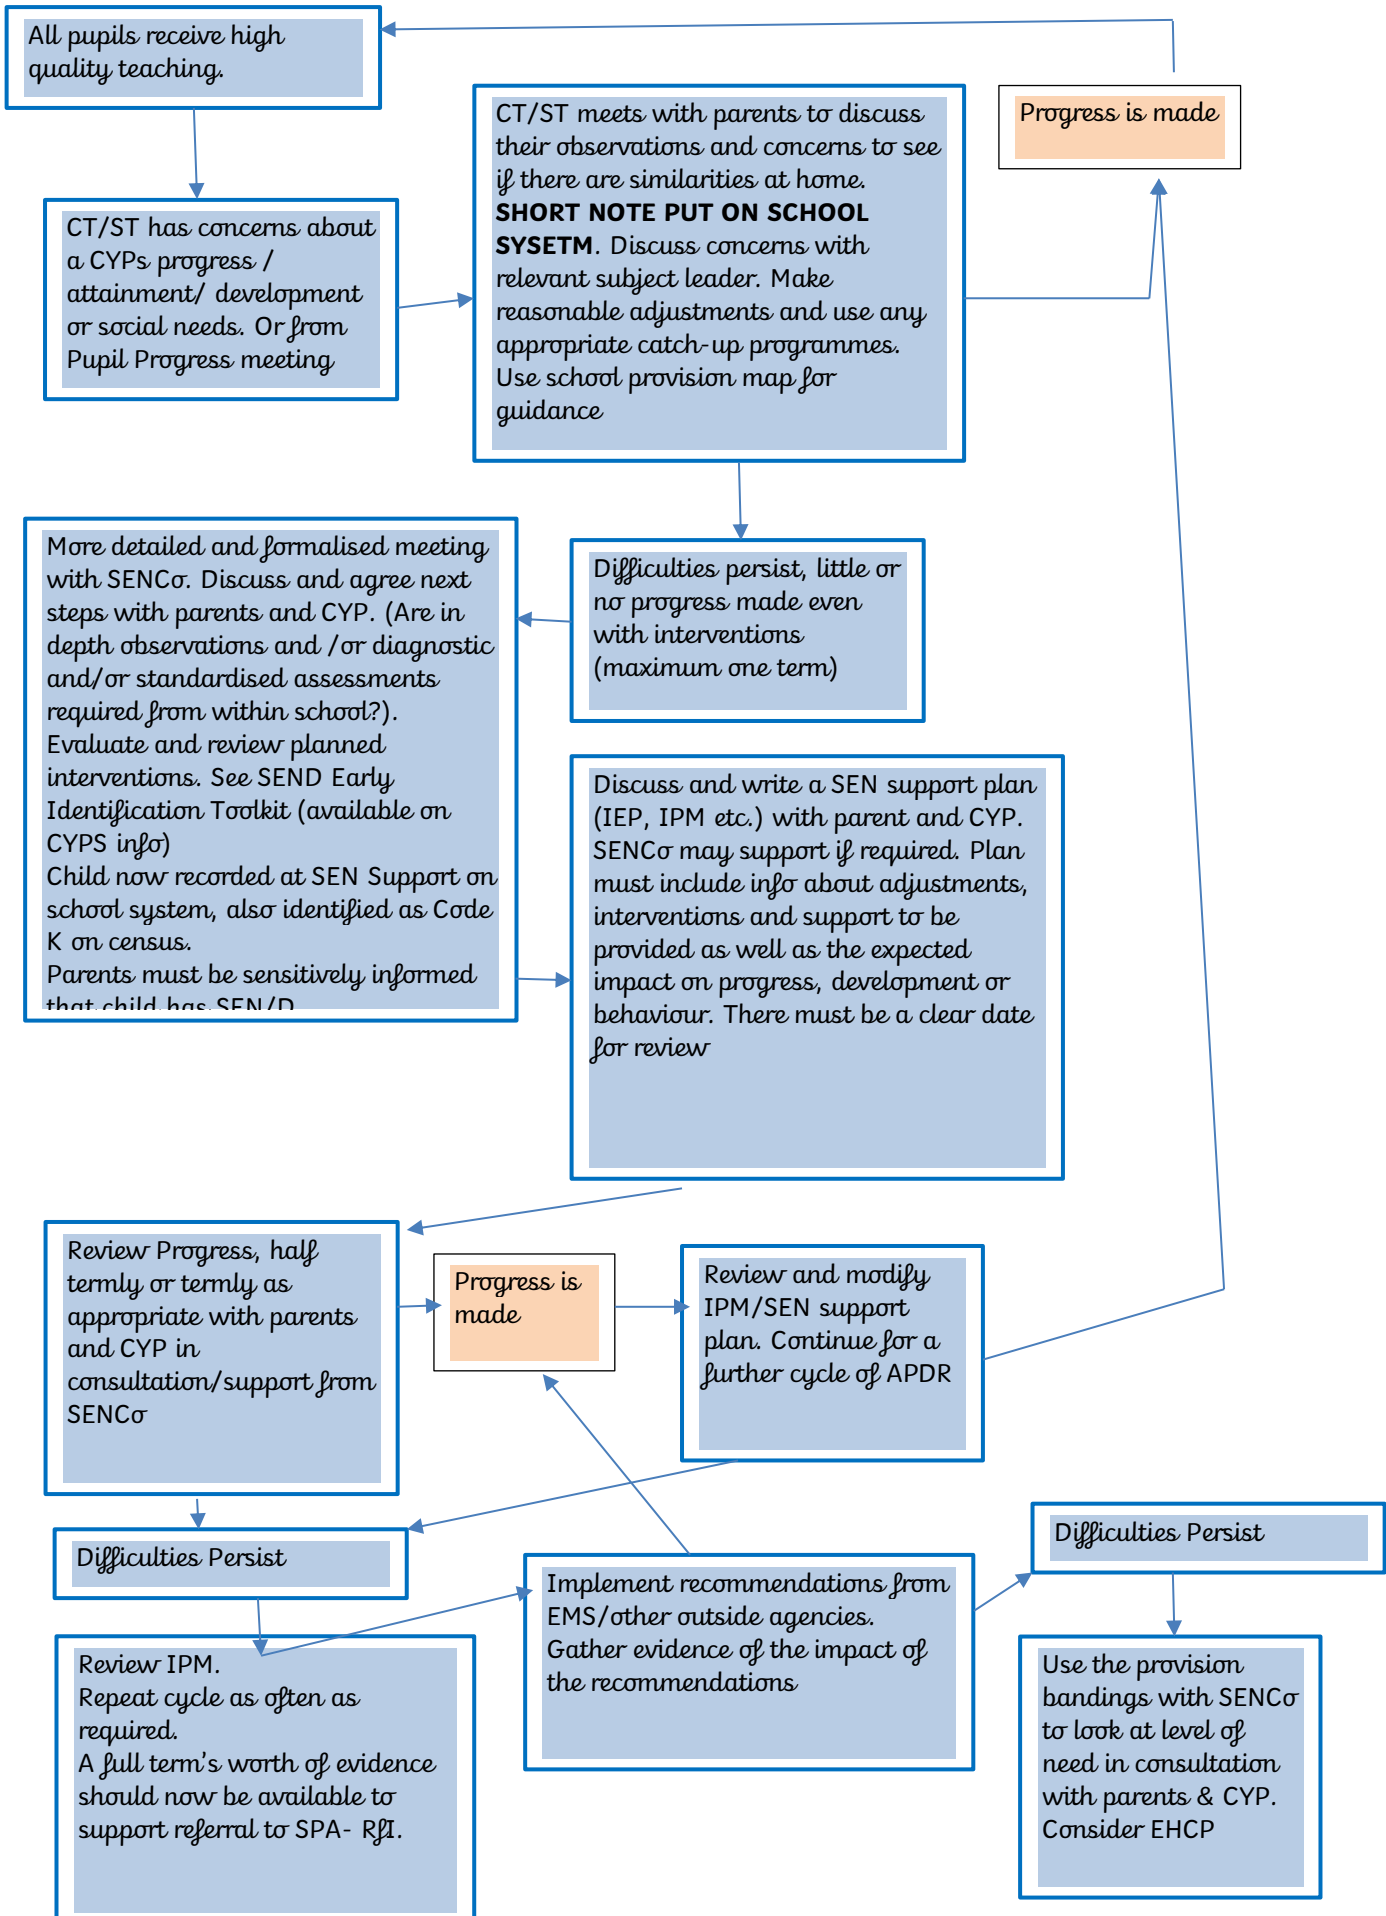 All pupils receive high
quality teaching.
Progress is made
CT/ST meets with parents to discuss
their observations and concerns to see
if there are similarities at home.
SHORT NOTE PUT ON SCHOOL
SYSETM. Discuss concerns with
relevant subject leader. Make
reasonable adjustments and use any
appropriate catch-up programmes.
Use school provision map for
guidance
CT/ST has concerns about
a CYPs progress /
attainment/ development
or social needs. Or from
Pupil Progress meeting
Difficulties persist, little or
no progress made even
with interventions
(maximum one term)
More detailed and formalised meeting
with SENCo. Discuss and agree next
steps with parents and CYP. (Are in
depth observations and /or diagnostic
and/or standardised assessments
required from within school?).
Evaluate and review planned
interventions. See SEND Early
Identification Toolkit (available on
CYPS info)
Child now recorded at SEN Support on
school system, also identified as Code
K on census.
Parents must be sensitively informed
that child has SEN/D
Discuss and write a SEN support plan
(IEP, IPM etc.) with parent and CYP.
SENCo may support if required. Plan
must include info about adjustments,
interventions and support to be
provided as well as the expected
impact on progress, development or
behaviour. There must be a clear date
for review
Review Progress, half
termly or termly as
appropriate with parents
and CYP in
consultation/support from
SENCo
Progress is
made
Review and modify
IPM/SEN support
plan. Continue for a
further cycle of APDR
Difficulties Persist
Review IPM.
Repeat cycle as often as
required.
A full term's worth of evidence
should now be available to
support referral to SPA- RfI.
Implement recommendations from
EMS/other outside agencies.
Gather evidence of the impact of
the recommendations
Difficulties Persist
Use the provision
bandings with SENCo
to look at level of
need in consultation
with parents & CYP.
Consider EHCP